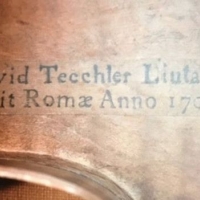 vid Tecchler Liuta
it Romæ Anno 170